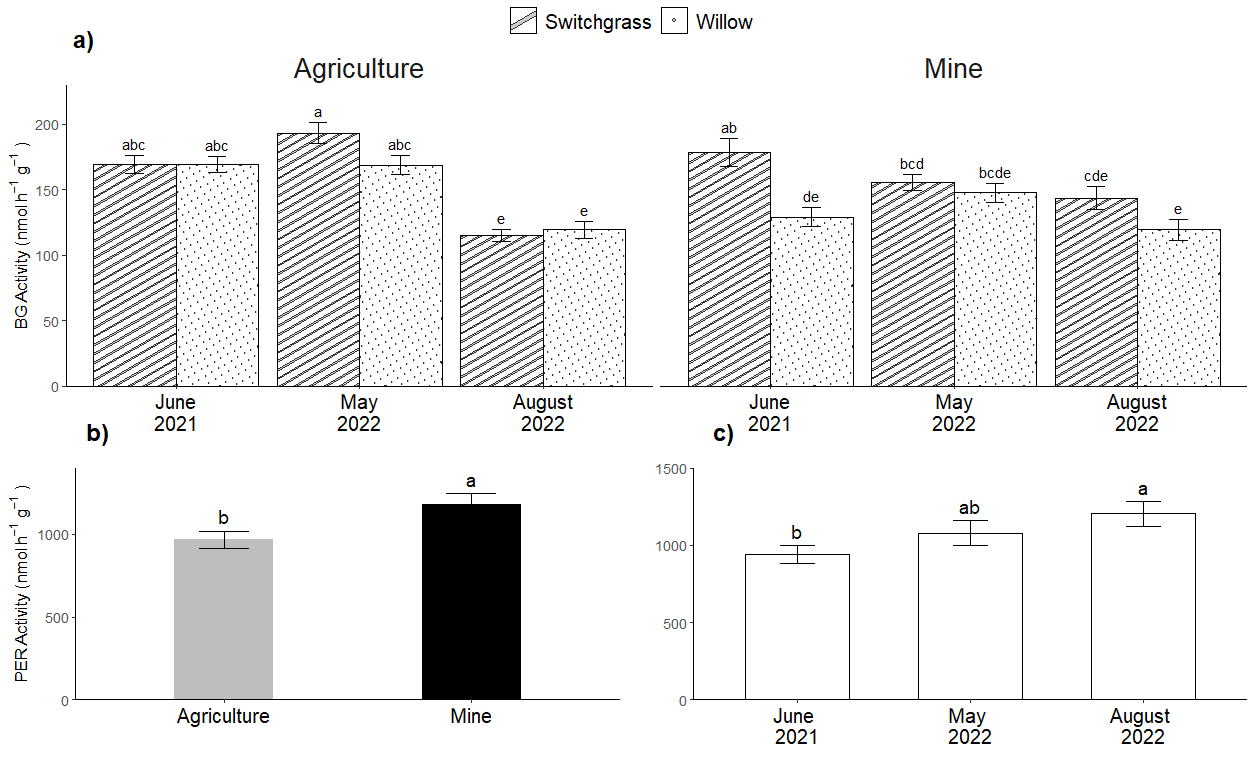 Switchgrass Willow
a)
Agriculture Mine
BG Activity (nmol h⁻¹ g⁻¹ )
200
150
100
50
0
abc abc a abc e e
ab de bcd bcde cde e
June May August June May August
2021 2022 2022 2021 2022 2022
b) c)
PER Activity (nmol h⁻¹ g⁻¹ )
1000
500
0
b a
Agriculture Mine
1500
1000
500
0
b ab a
June May August
2021 2022 2022